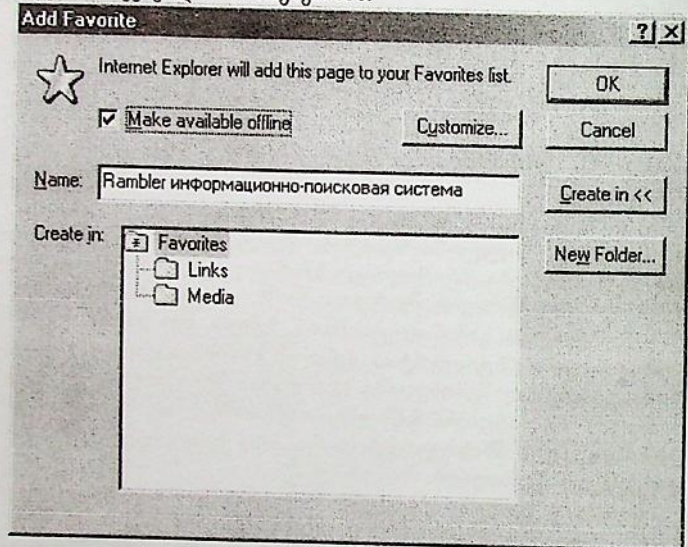 Add Favorite
Internet Explorer will add this page to your Favorites list.
OK
Make available offline
Customize...
Cancel
Name: Rambler информационно-поисковая система
Create in <<
Create in:
Favorites
New Folder...
Links
Media